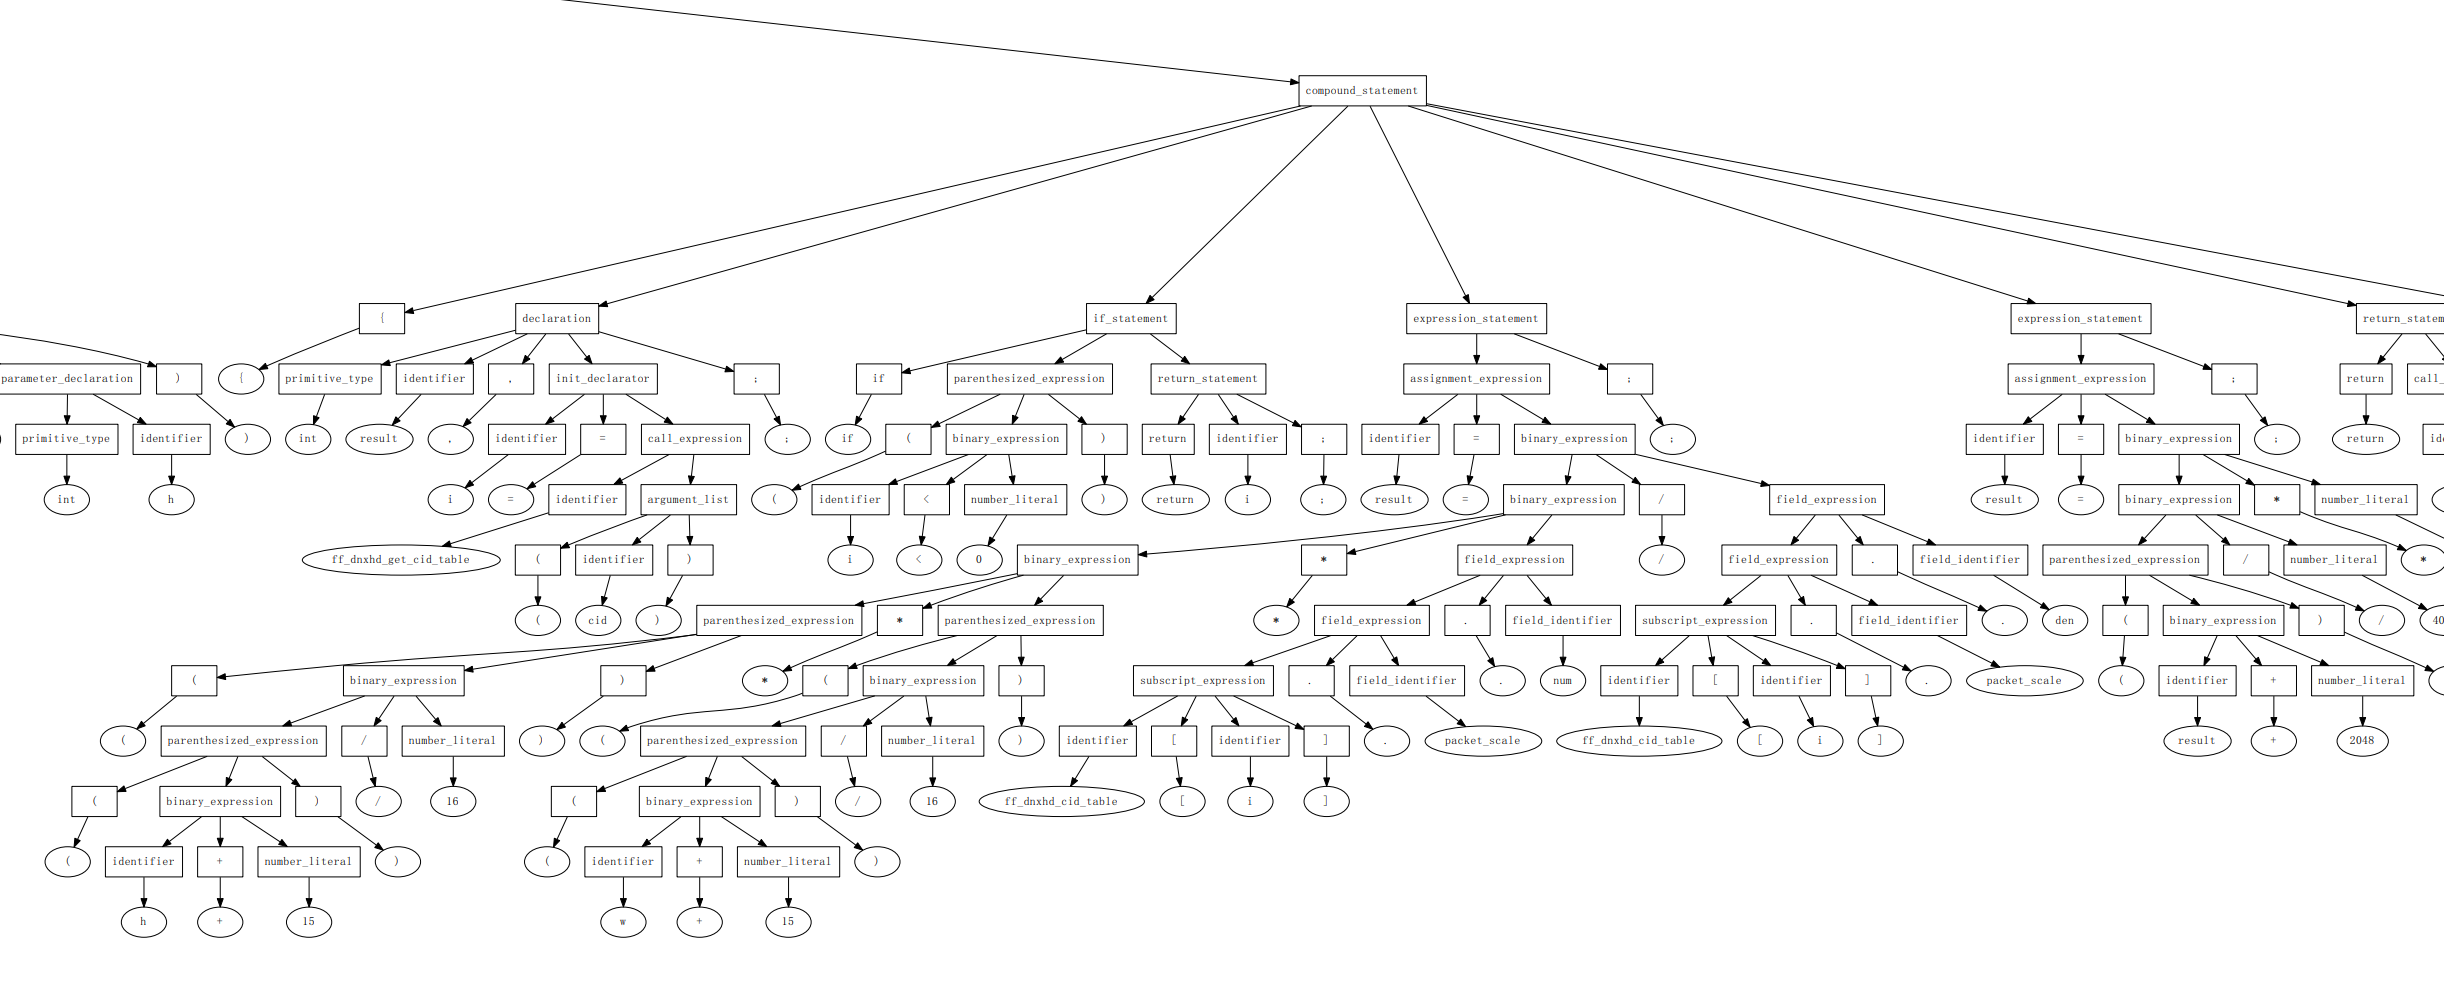 compound_statement
{ declaration if_statement expression_statement expression_statement return_statem
parameter_declaration ) { primitive_type identifier , init_declarator ; if parenthesized_expression return_statement assignment_expression ; assignment_expression ; return call_
primitive_type identifier ) int result , identifier = call_expression ; if ( binary_expression ) return identifier ; identifier = binary_expression ; identifier = binary_expression ; return ide
int h i = identifier argument_list ( identifier < number_literal ) return i ; result = binary_expression / field_expression result = binary_expression * number_literal
ff_dnxhd_get_cid_table ( identifier ) i < 0 binary_expression * field_expression / field_expression . field_identifier parenthesized_expression / number_literal *
( cid ) parenthesized_expression * parenthesized_expression * field_expression . field_identifier subscript_expression . field_identifier . den ( binary_expression ) / 40
( binary_expression ) * ( binary_expression ) subscript_expression . field_identifier . num identifier [ identifier ] . packet_scale ( identifier + number_literal
( parenthesized_expression / number_literal ) ( parenthesized_expression / number_literal ) identifier [ identifier ] . packet_scale ff_dnxhd_cid_table [ i ] result + 2048
( binary_expression ) / 16 ( binary_expression ) / 16 ff_dnxhd_cid_table [ i ]
( identifier + number_literal ) ( identifier + number_literal )
h + 15 w + 15